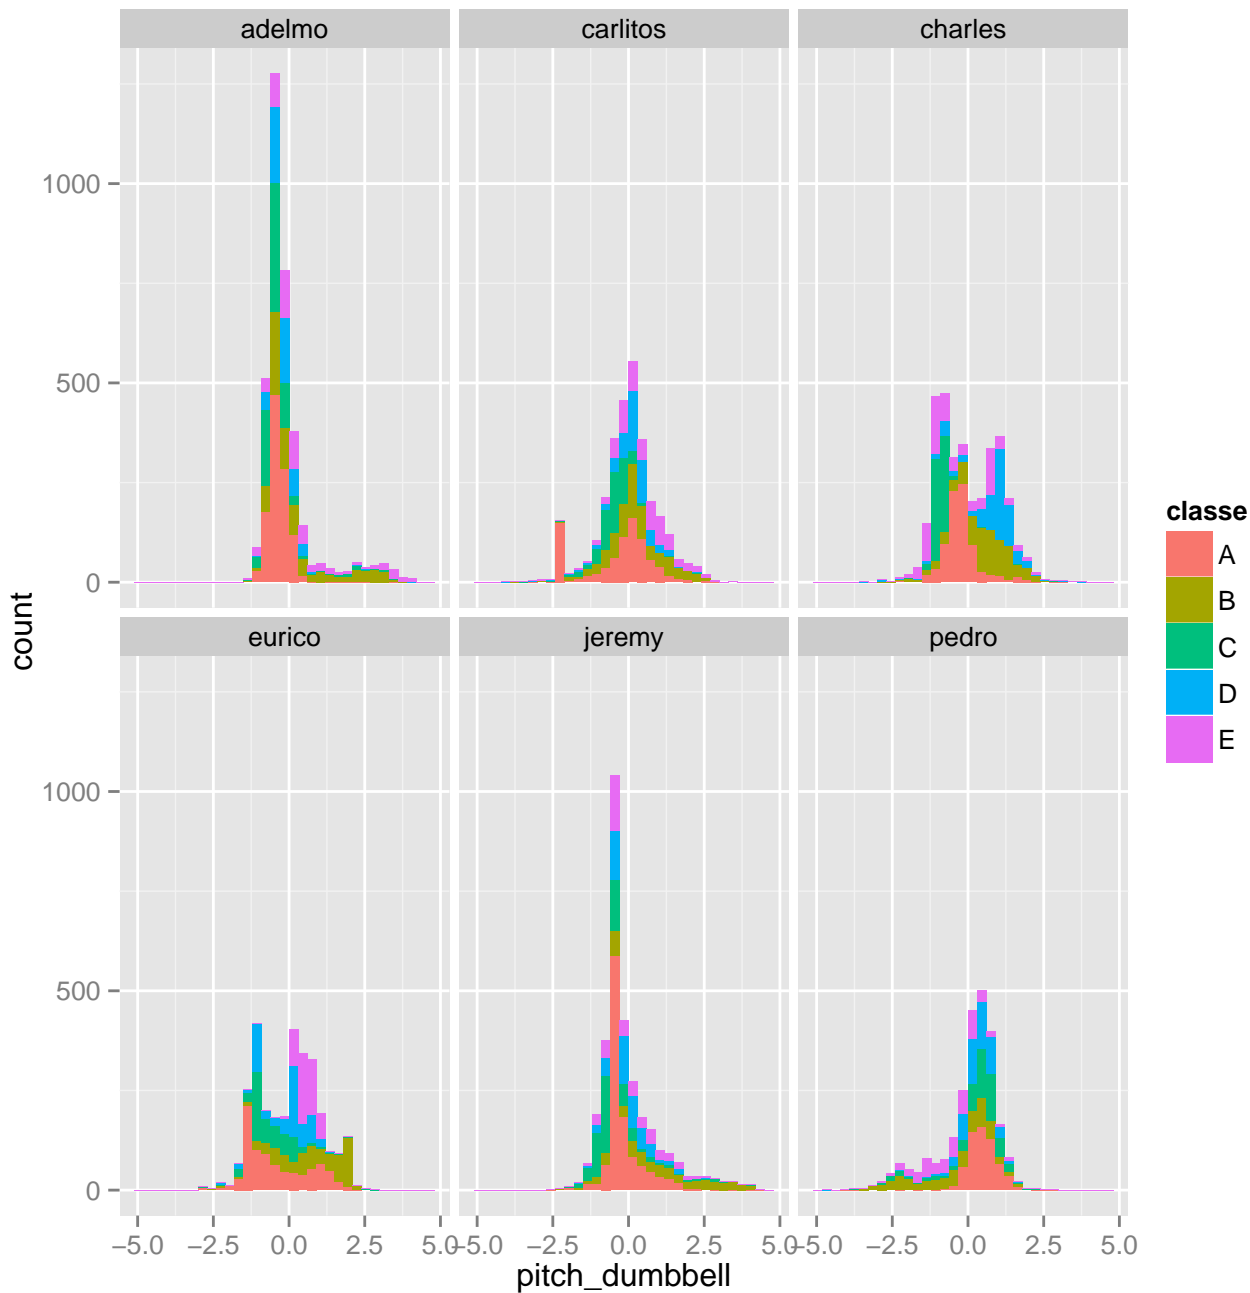 adelmo carlitos charles
1000
500
0
eurico jeremy pedro
1000
500
0
−5.0 −2.5 0.0 2.5 5.0 −5.0 −2.5 0.0 2.5 5.0 −5.0 −2.5 0.0 2.5 5.0
pitch_dumbbell
count
classe
A
B
C
D
E